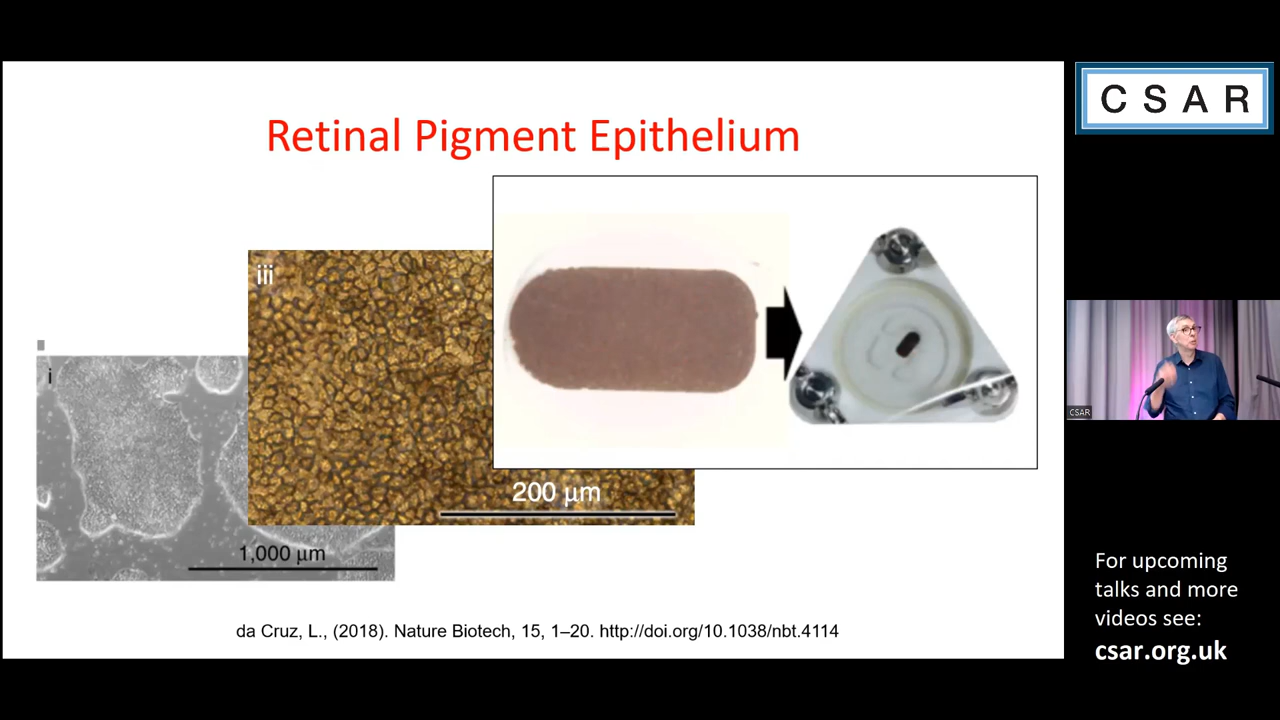 Retinal Pigment Epithelium
iii
200 µm
i
1,000 µm
da Cruz, L., (2018). Nature Biotech, 15, 1–20. http://doi.org/10.1038/nbt.4114
CSAR
CSAR
For upcoming
talks and more
videos see:
csar.org.uk